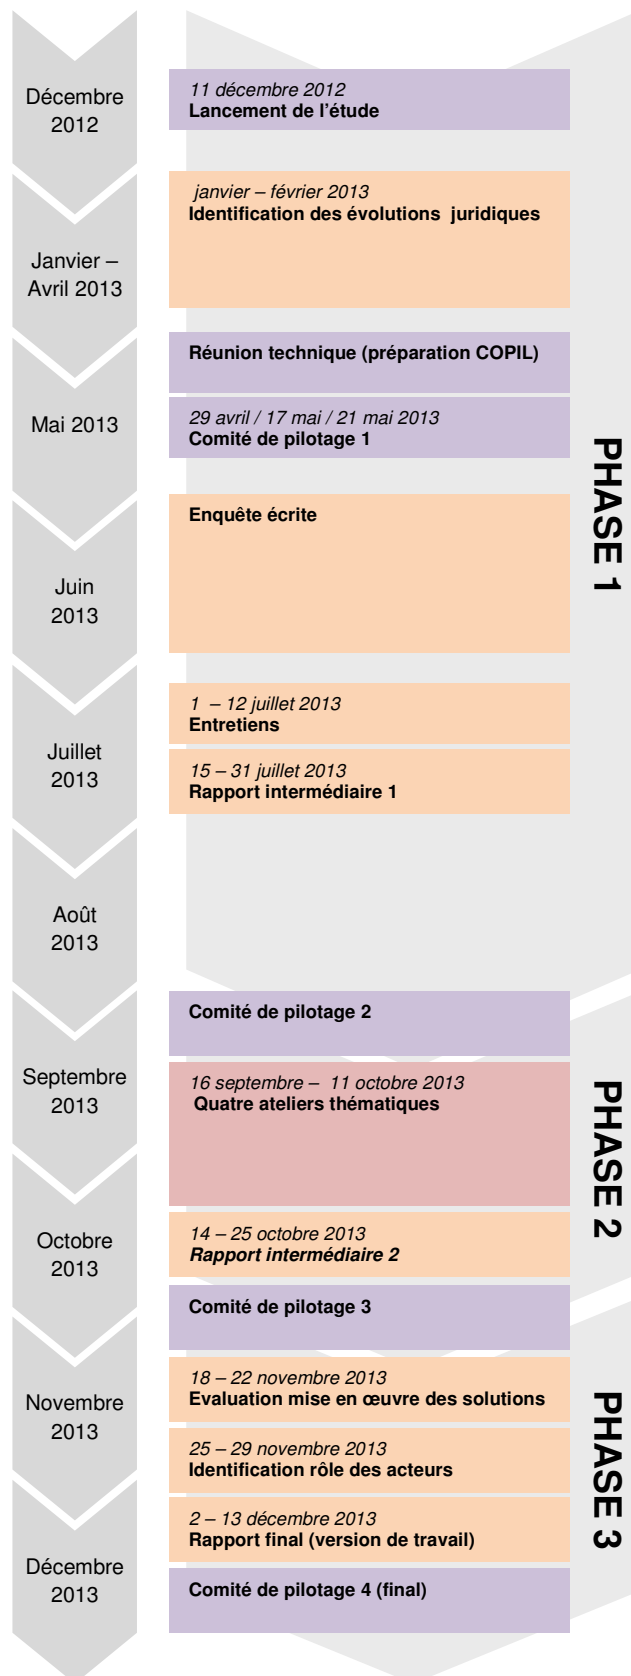 Décembre
2012
11 décembre 2012
Lancement de l'étude
janvier – février 2013
Identification des évolutions juridiques
Janvier –
Avril 2013
Réunion technique (préparation COPIL)
Mai 2013
29 avril / 17 mai / 21 mai 2013
Comité de pilotage 1
PHASE 1
Enquête écrite
Juin
2013
1 – 12 juillet 2013
Entretiens
Juillet
2013
15 – 31 juillet 2013
Rapport intermédiaire 1
Août
2013
Comité de pilotage 2
Septembre
2013
16 septembre – 11 octobre 2013
Quatre ateliers thématiques
PHASE 2
Octobre
2013
14 – 25 octobre 2013
Rapport intermédiaire 2
Comité de pilotage 3
Novembre
2013
18 – 22 novembre 2013
Evaluation mise en œuvre des solutions
25 – 29 novembre 2013
Identification rôle des acteurs
PHASE 3
2 – 13 décembre 2013
Rapport final (version de travail)
Décembre
2013
Comité de pilotage 4 (final)